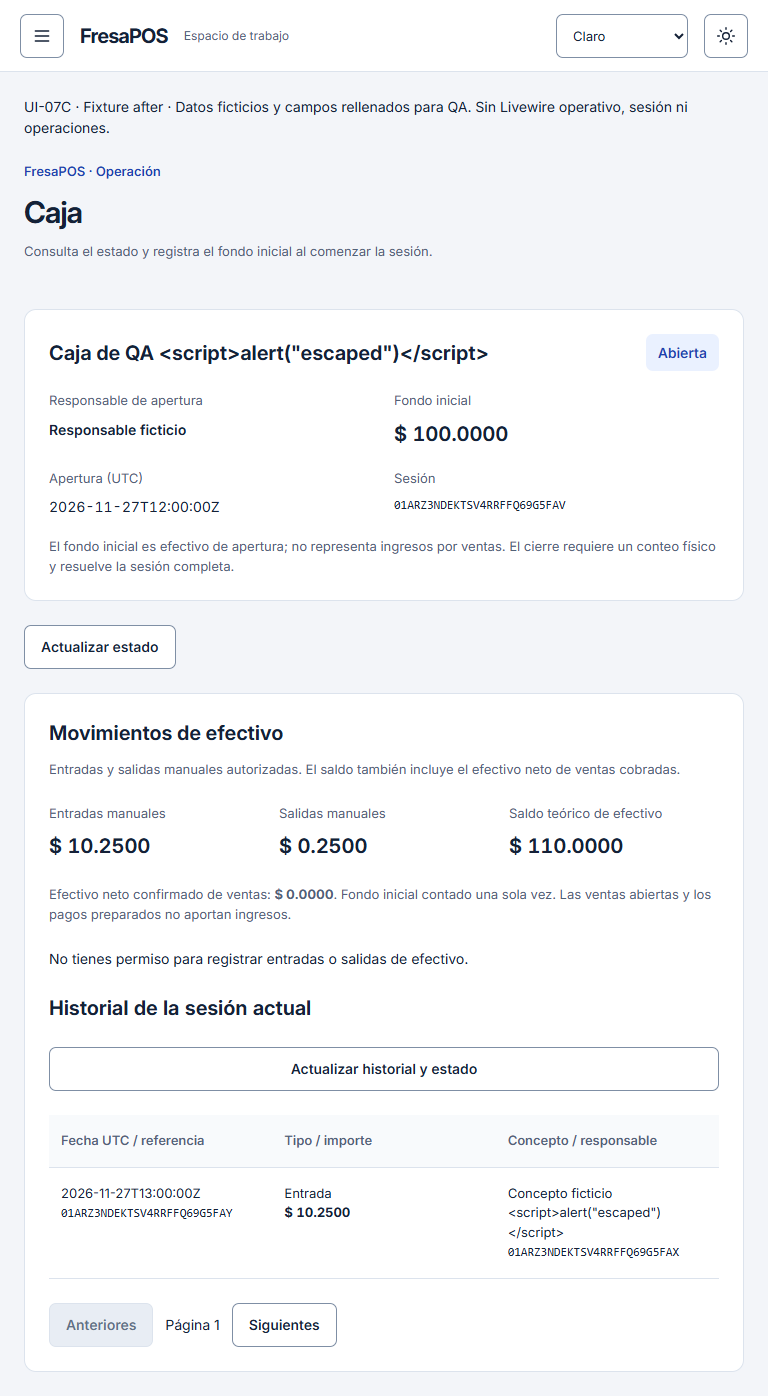 FresaPOS Espacio de trabajo Claro
UI-07C · Fixture after · Datos ficticios y campos rellenados para QA. Sin Livewire operativo, sesión ni
operaciones.
FresaPOS · Operación
Caja
Consulta el estado y registra el fondo inicial al comenzar la sesión.
Caja de QA <script>alert("escaped")</script> Abierta
Responsable de apertura Fondo inicial
Responsable ficticio $ 100.0000
Apertura (UTC) Sesión
2026-11-27T12:00:00Z 01ARZ3NDEKTSV4RRFFQ69G5FAV
El fondo inicial es efectivo de apertura; no representa ingresos por ventas. El cierre requiere un conteo físico
y resuelve la sesión completa.
Actualizar estado
Movimientos de efectivo
Entradas y salidas manuales autorizadas. El saldo también incluye el efectivo neto de ventas cobradas.
Entradas manuales Salidas manuales Saldo teórico de efectivo
$ 10.2500 $ 0.2500 $ 110.0000
Efectivo neto confirmado de ventas: $ 0.0000. Fondo inicial contado una sola vez. Las ventas abiertas y los
pagos preparados no aportan ingresos.
No tienes permiso para registrar entradas o salidas de efectivo.
Historial de la sesión actual
Actualizar historial y estado
Fecha UTC / referencia Tipo / importe Concepto / responsable
2026-11-27T13:00:00Z Entrada Concepto ficticio
01ARZ3NDEKTSV4RRFFQ69G5FAY $ 10.2500 <script>alert("escaped")
</script>
01ARZ3NDEKTSV4RRFFQ69G5FAX
Anteriores Página 1 Siguientes